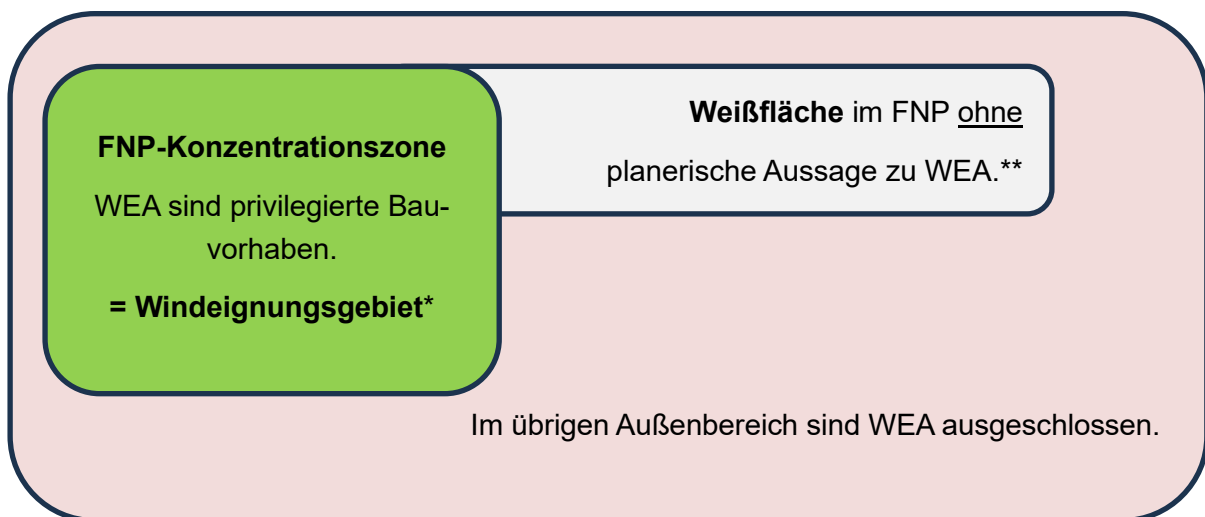 FNP-Konzentrationszone
WEA sind privilegierte Bau-
vorhaben.
= Windeignungsgebiet*
Weißfläche im FNP ohne
planerische Aussage zu WEA.**
Im übrigen Außenbereich sind WEA ausgeschlossen.